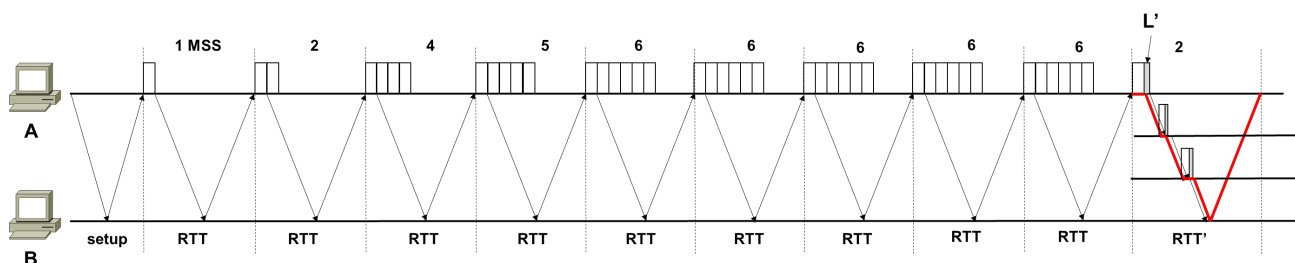 L'
1 MSS 2 4 5 6 6 6 6 6 2
A
B
setup RTT RTT RTT RTT RTT RTT RTT RTT RTT RTT'